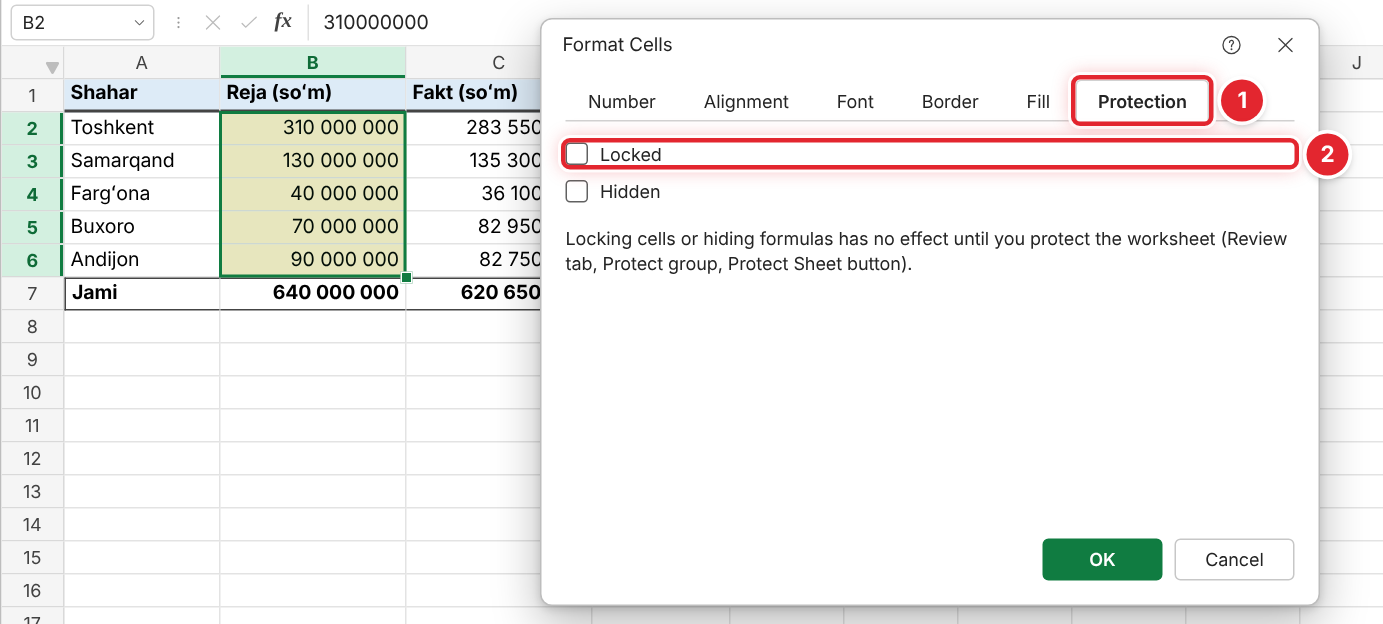 B2
fx
310000000
A B C J
1 Shahar Reja (soʻm) Fakt (soʻm)
2 Toshkent 310 000 000 283 550
3 Samarqand 130 000 000 135 300
4 Fargʻona 40 000 000 36 100
5 Buxoro 70 000 000 82 950
6 Andijon 90 000 000 82 750
7 Jami 640 000 000 620 650
8
9
10
11
12
13
14
15
16
17
Format Cells
Number Alignment Font Border Fill Protection 1
Locked 2
Hidden
Locking cells or hiding formulas has no effect until you protect the worksheet (Review
tab, Protect group, Protect Sheet button).
OK Cancel